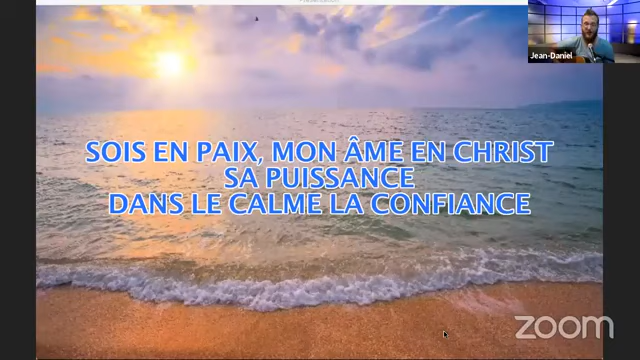 Jean-Daniel
SOIS EN PAIX, MON ÂME EN CHRIST
SA PUISSANCE
DANS LE CALME LA CONFIANCE
zoom